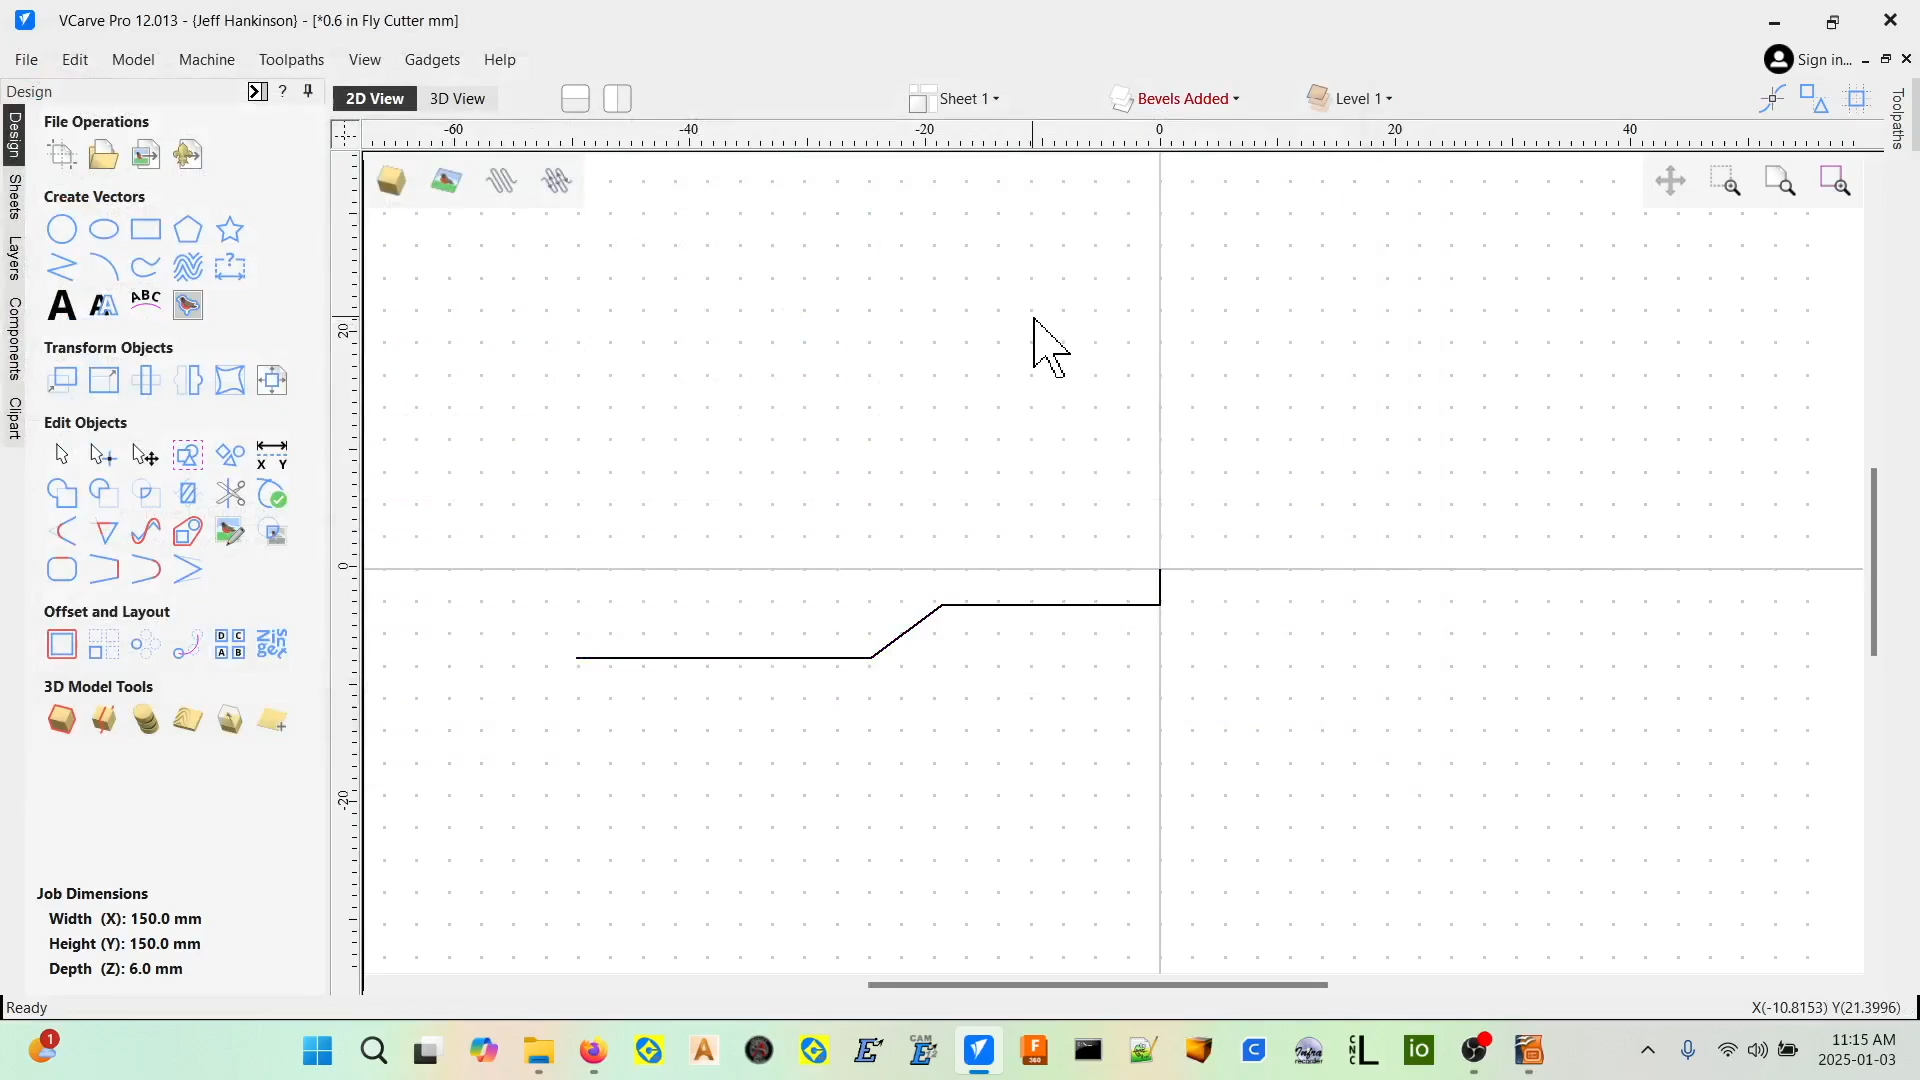 VCarve Pro 12.013 - {Jeff Hankinson} - [*0.6 in Fly Cutter mm]
File Edit Model Machine Toolpaths View Gadgets Help
Sign in...
Design
2D View 3D View
Sheet 1
Bevels Added
Level 1
Toolpaths
-60 -40 -20 0 20 40
20
0
-20
Design
Sheets
Layers
Components
Clipart
File Operations
Create Vectors
A A ABC
Transform Objects
Edit Objects
X Y
Offset and Layout
3D Model Tools
Job Dimensions
Width (X): 150.0 mm
Height (Y): 150.0 mm
Depth (Z): 6.0 mm
Ready
X(-10.8153) Y(21.3996)
11:15 AM
2025-01-03